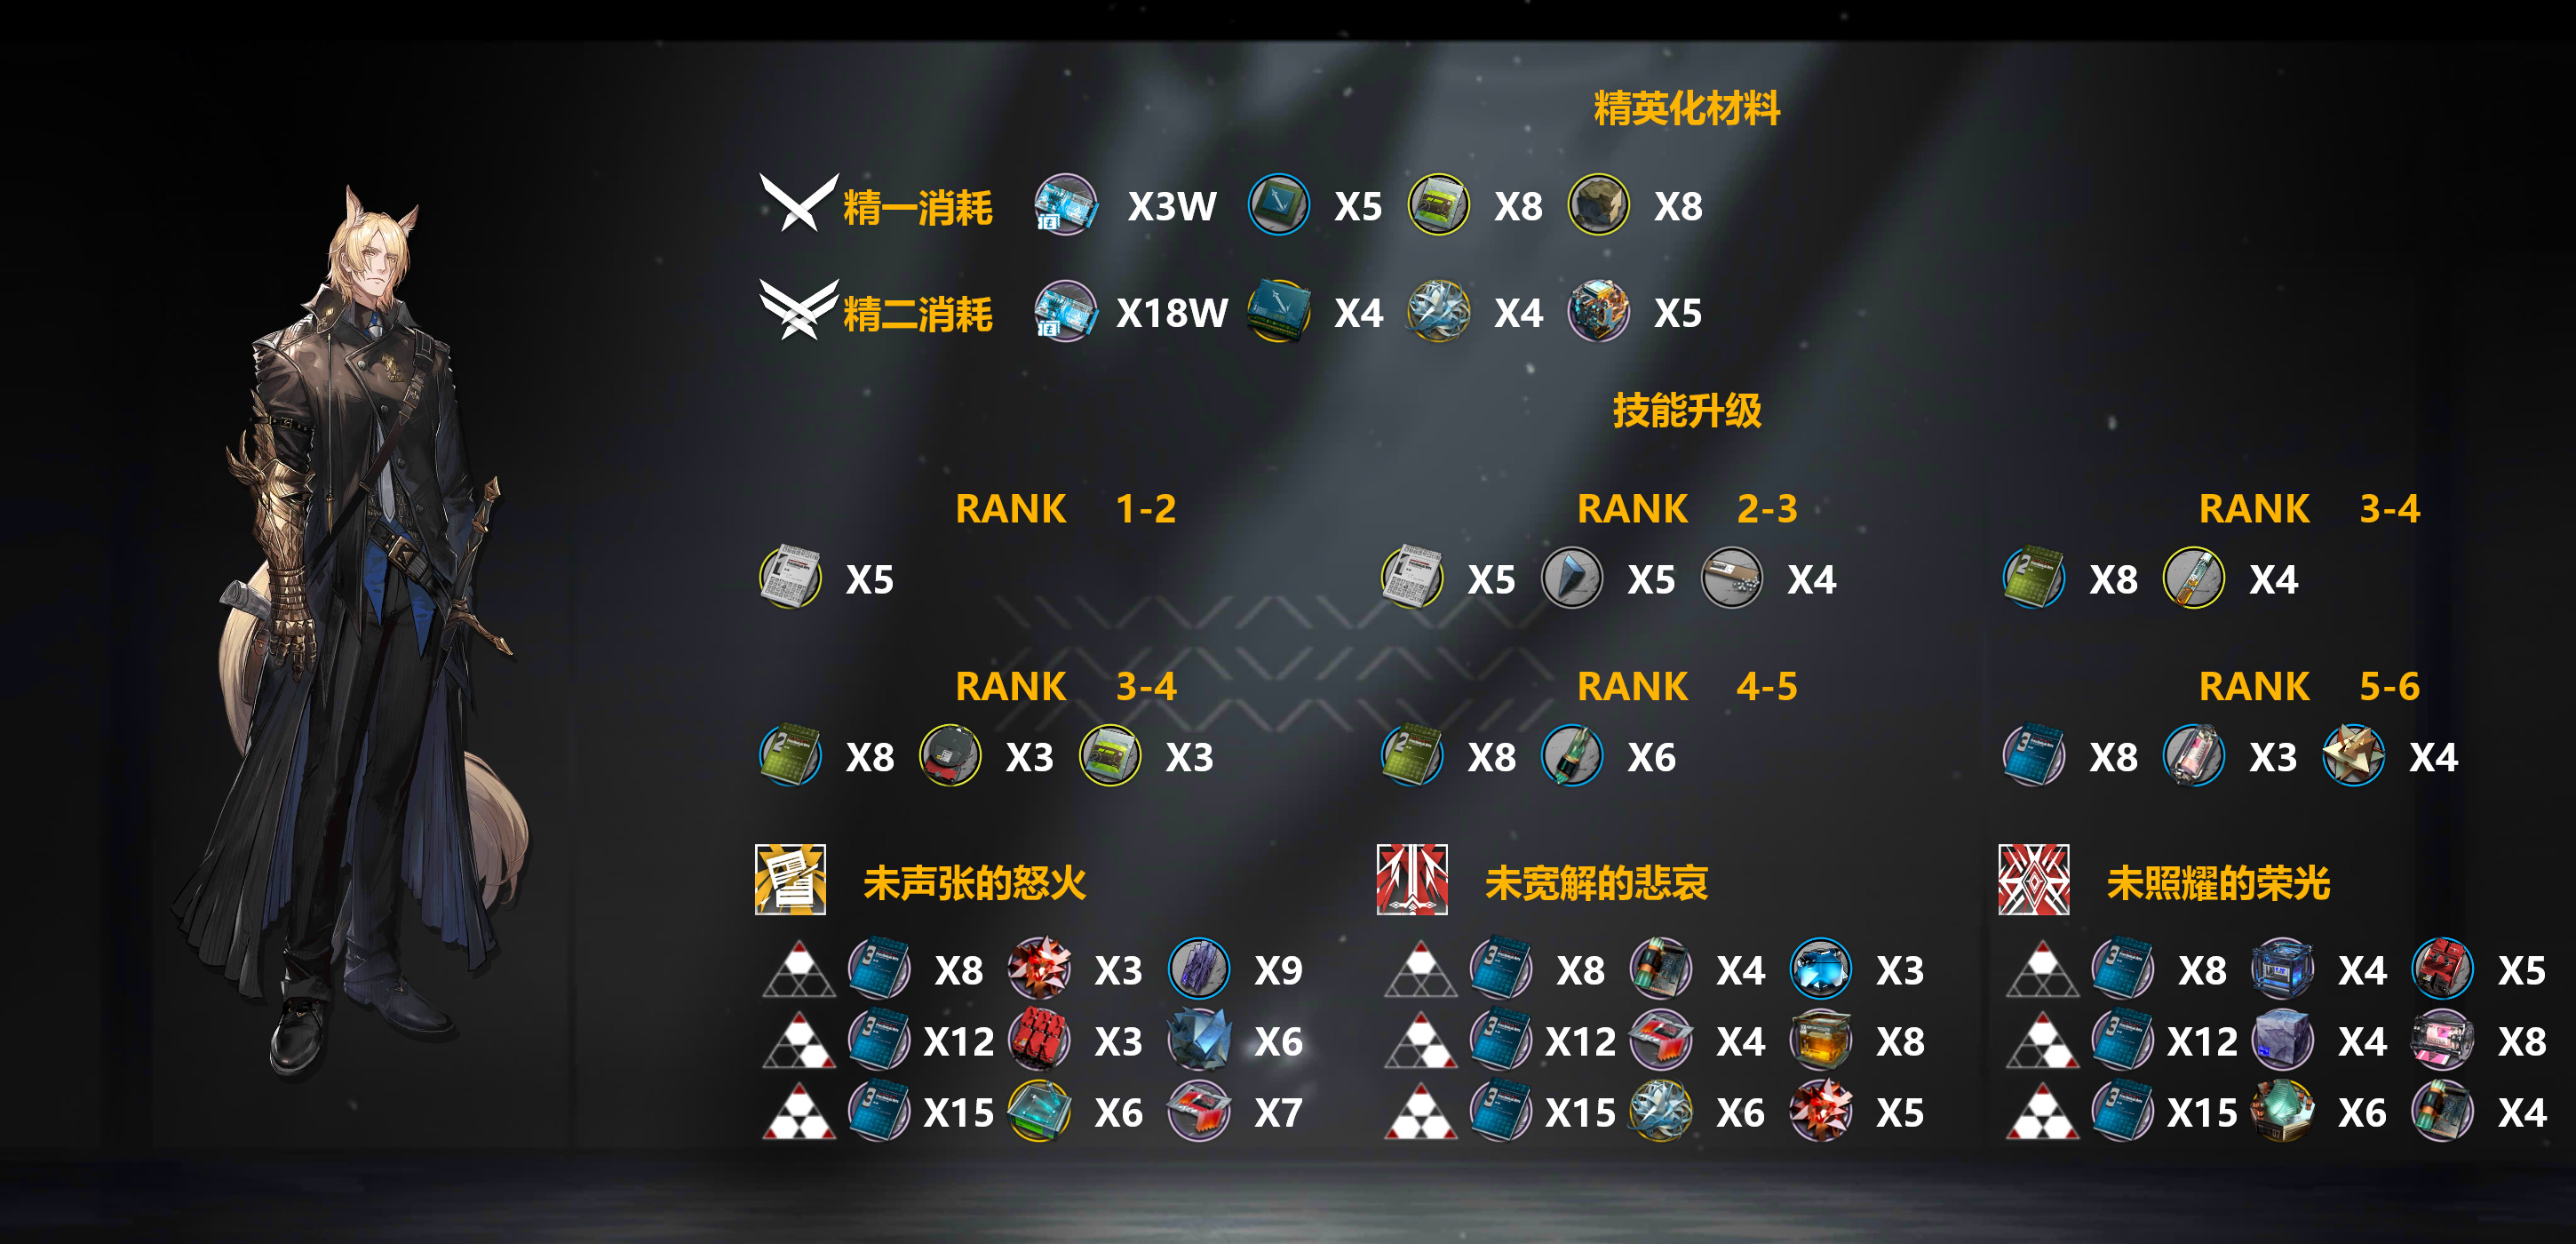 精英化材料
精一消耗 X3W X5 X8 X8
精二消耗 X18W X4 X4 X5
技能升级
RANK 1-2 RANK 2-3 RANK 3-4
X5 X5 X5 X4 X8 X4
RANK 3-4 RANK 4-5 RANK 5-6
X8 X3 X3 X8 X6 X8 X3 X4
未声张的怒火 未宽解的悲哀 未照耀的荣光
X8 X3 X9 X8 X4 X3 X8 X4 X5
X12 X3 X6 X12 X4 X8 X12 X4 X8
X15 X6 X7 X15 X6 X5 X15 X6 X4